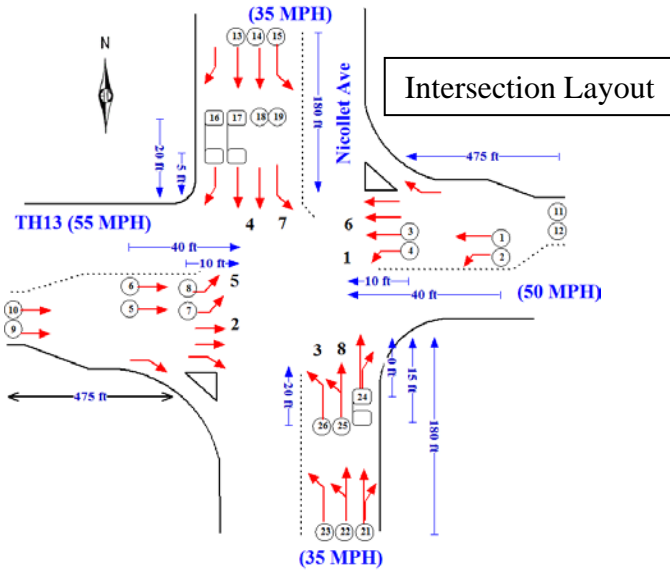 (35 MPH)
N
13 14 15
Nicollet Ave
Intersection Layout
180 ft
16 17 18 19
20 ft
5 ft
475 ft
TH13 (55 MPH)
4 7
6
11
12
3
1
4
2
1
40 ft
10 ft
5
10 ft
40 ft
(50 MPH)
6 8
5 7
10
9
2
3 8
475 ft
20 ft
24
0 ft
15 ft
180 ft
26 25
23 22 21
(35 MPH)